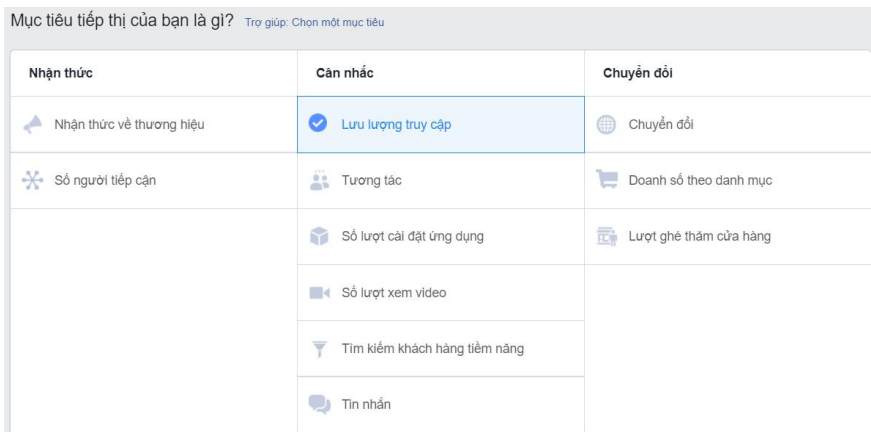 Mục tiêu tiếp thị của bạn là gì? Trợ giúp: Chọn một mục tiêu
Nhận thức Cân nhắc Chuyển đổi
Nhận thức về thương hiệu Lưu lượng truy cập Chuyển đổi
Số người tiếp cận Tương tác Doanh số theo danh mục
Số lượt cài đặt ứng dụng Lượt ghé thăm cửa hàng
Số lượt xem video
Tìm kiếm khách hàng tiềm năng
Tin nhắn